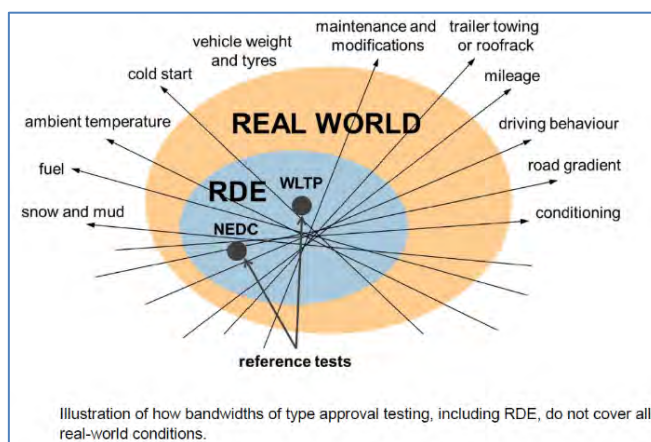 maintenance and
modifications
trailer towing
or roofrack
vehicle weight
and tyres
mileage
cold start
REAL WORLD
ambient temperature
driving behaviour
fuel
RDE
WLTP
road gradient
snow and mud
NEDC
conditioning
reference tests
Illustration of how bandwidths of type approval testing, including RDE, do not cover all
real-world conditions.